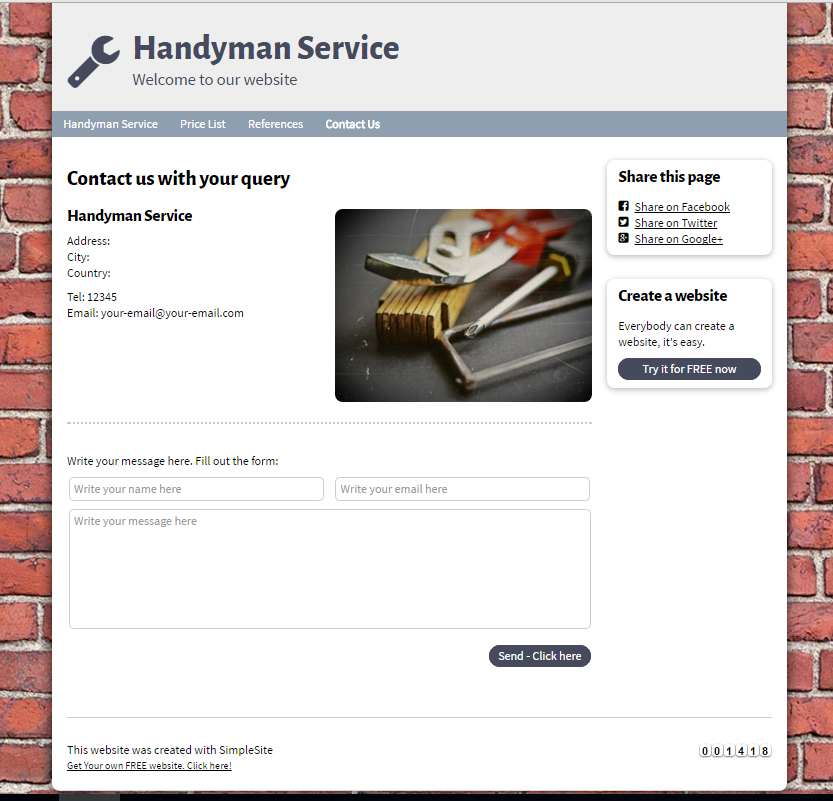 Handyman Service
Welcome to our website
Handyman Service Price List References Contact Us
Contact us with your query
Handyman Service
Address:
City:
Country:
Tel: 12345
Email: your-email@your-email.com
Write your message here. Fill out the form:
Write your name here
Write your email here
Write your message here
Send - Click here
Share this page
Share on Facebook
Share on Twitter
Share on Google+
Create a website
Everybody can create a
website, it's easy.
Try it for FREE now
This website was created with SimpleSite
Get Your own FREE website. Click here!
001418